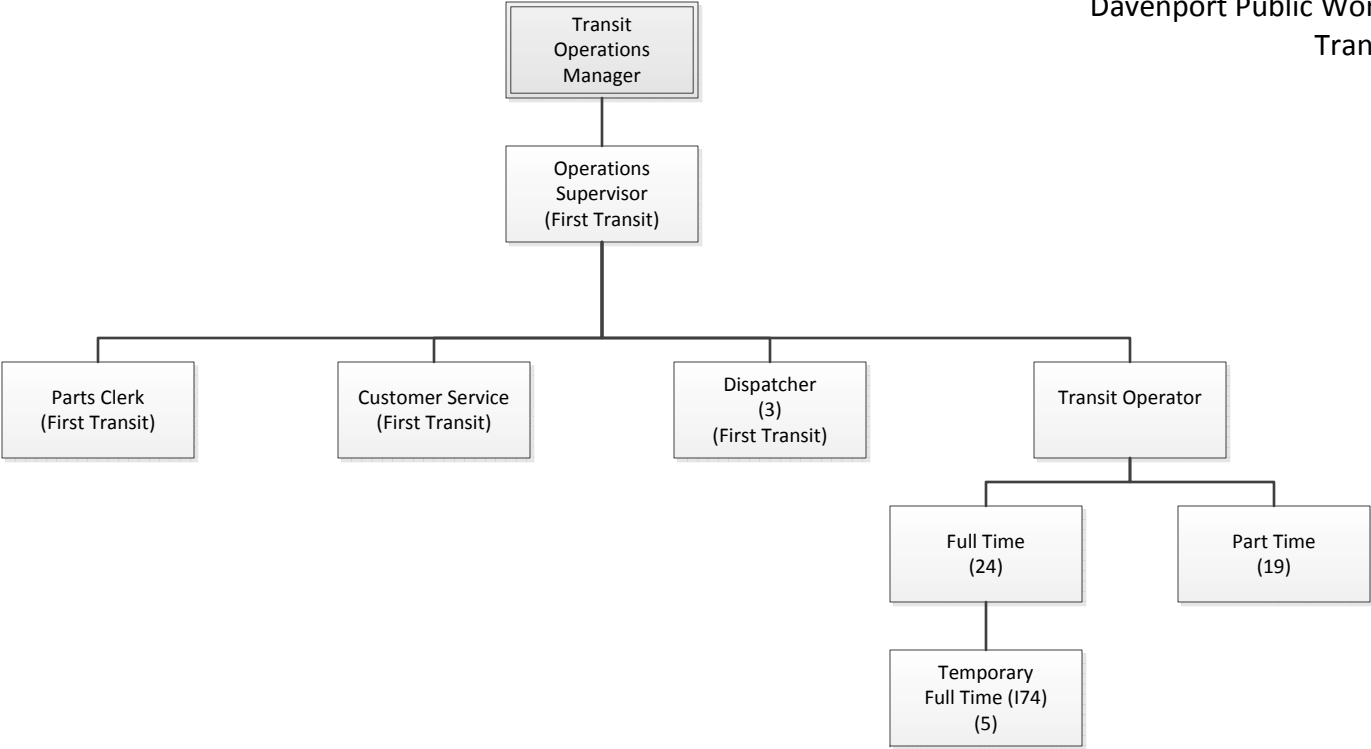 Davenport Public Wor
Tran
Transit
Operations
Manager
Operations
Supervisor
(First Transit)
Parts Clerk
(First Transit)
Customer Service
(First Transit)
Dispatcher
(3)
(First Transit)
Transit Operator
Full Time
(24)
Part Time
(19)
Temporary
Full Time (I74)
(5)